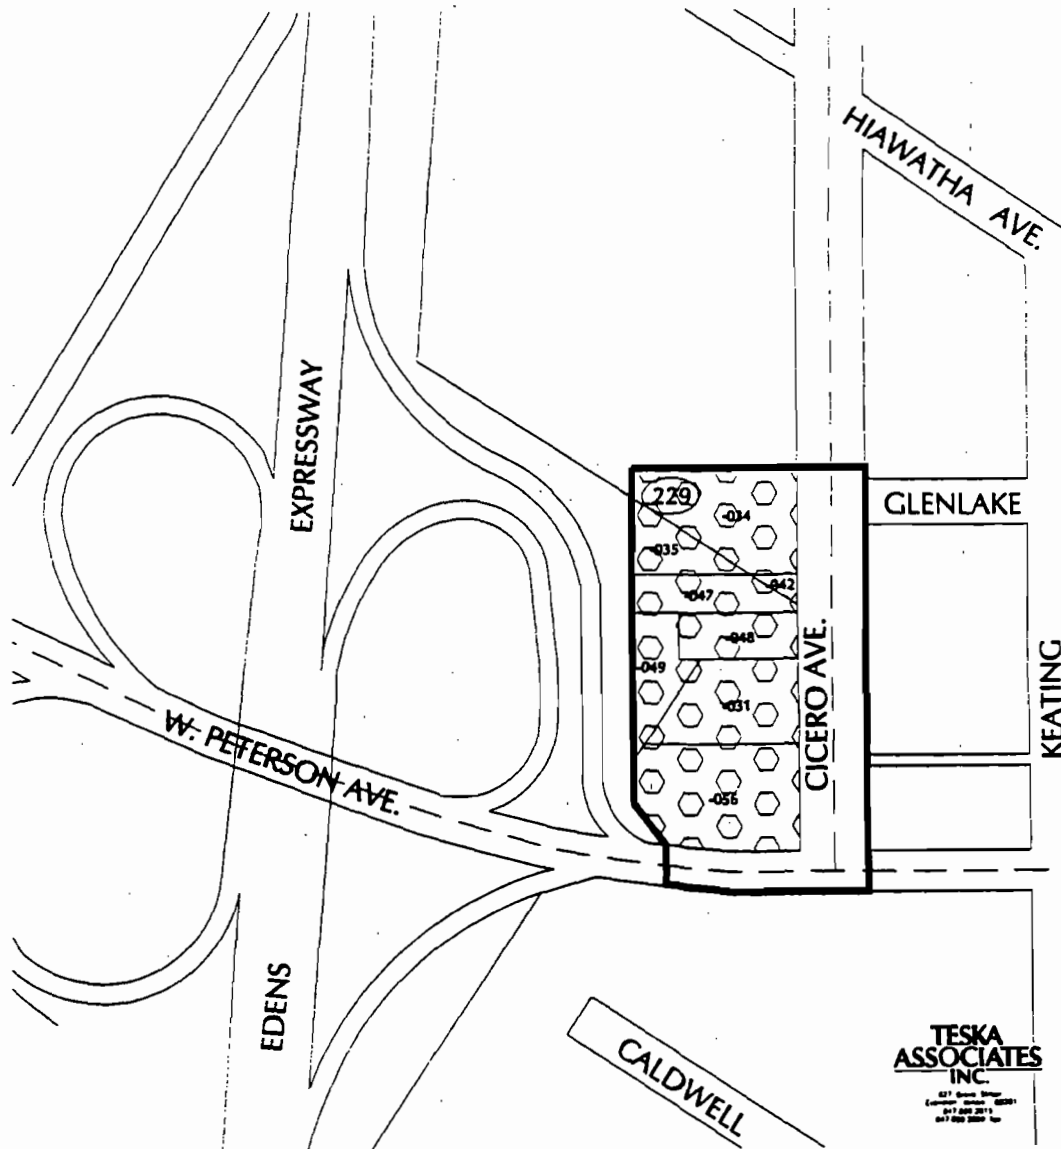 HIAWATHA AVE.
EXPRESSWAY
229
-034
GLENLAKE
-035
-042
-047
-048
-049
CICERO AVE.
-031
KEATING
W. PETERSON AVE.
-056
EDENS
CALDWELL
TESKA
ASSOCIATES
INC.